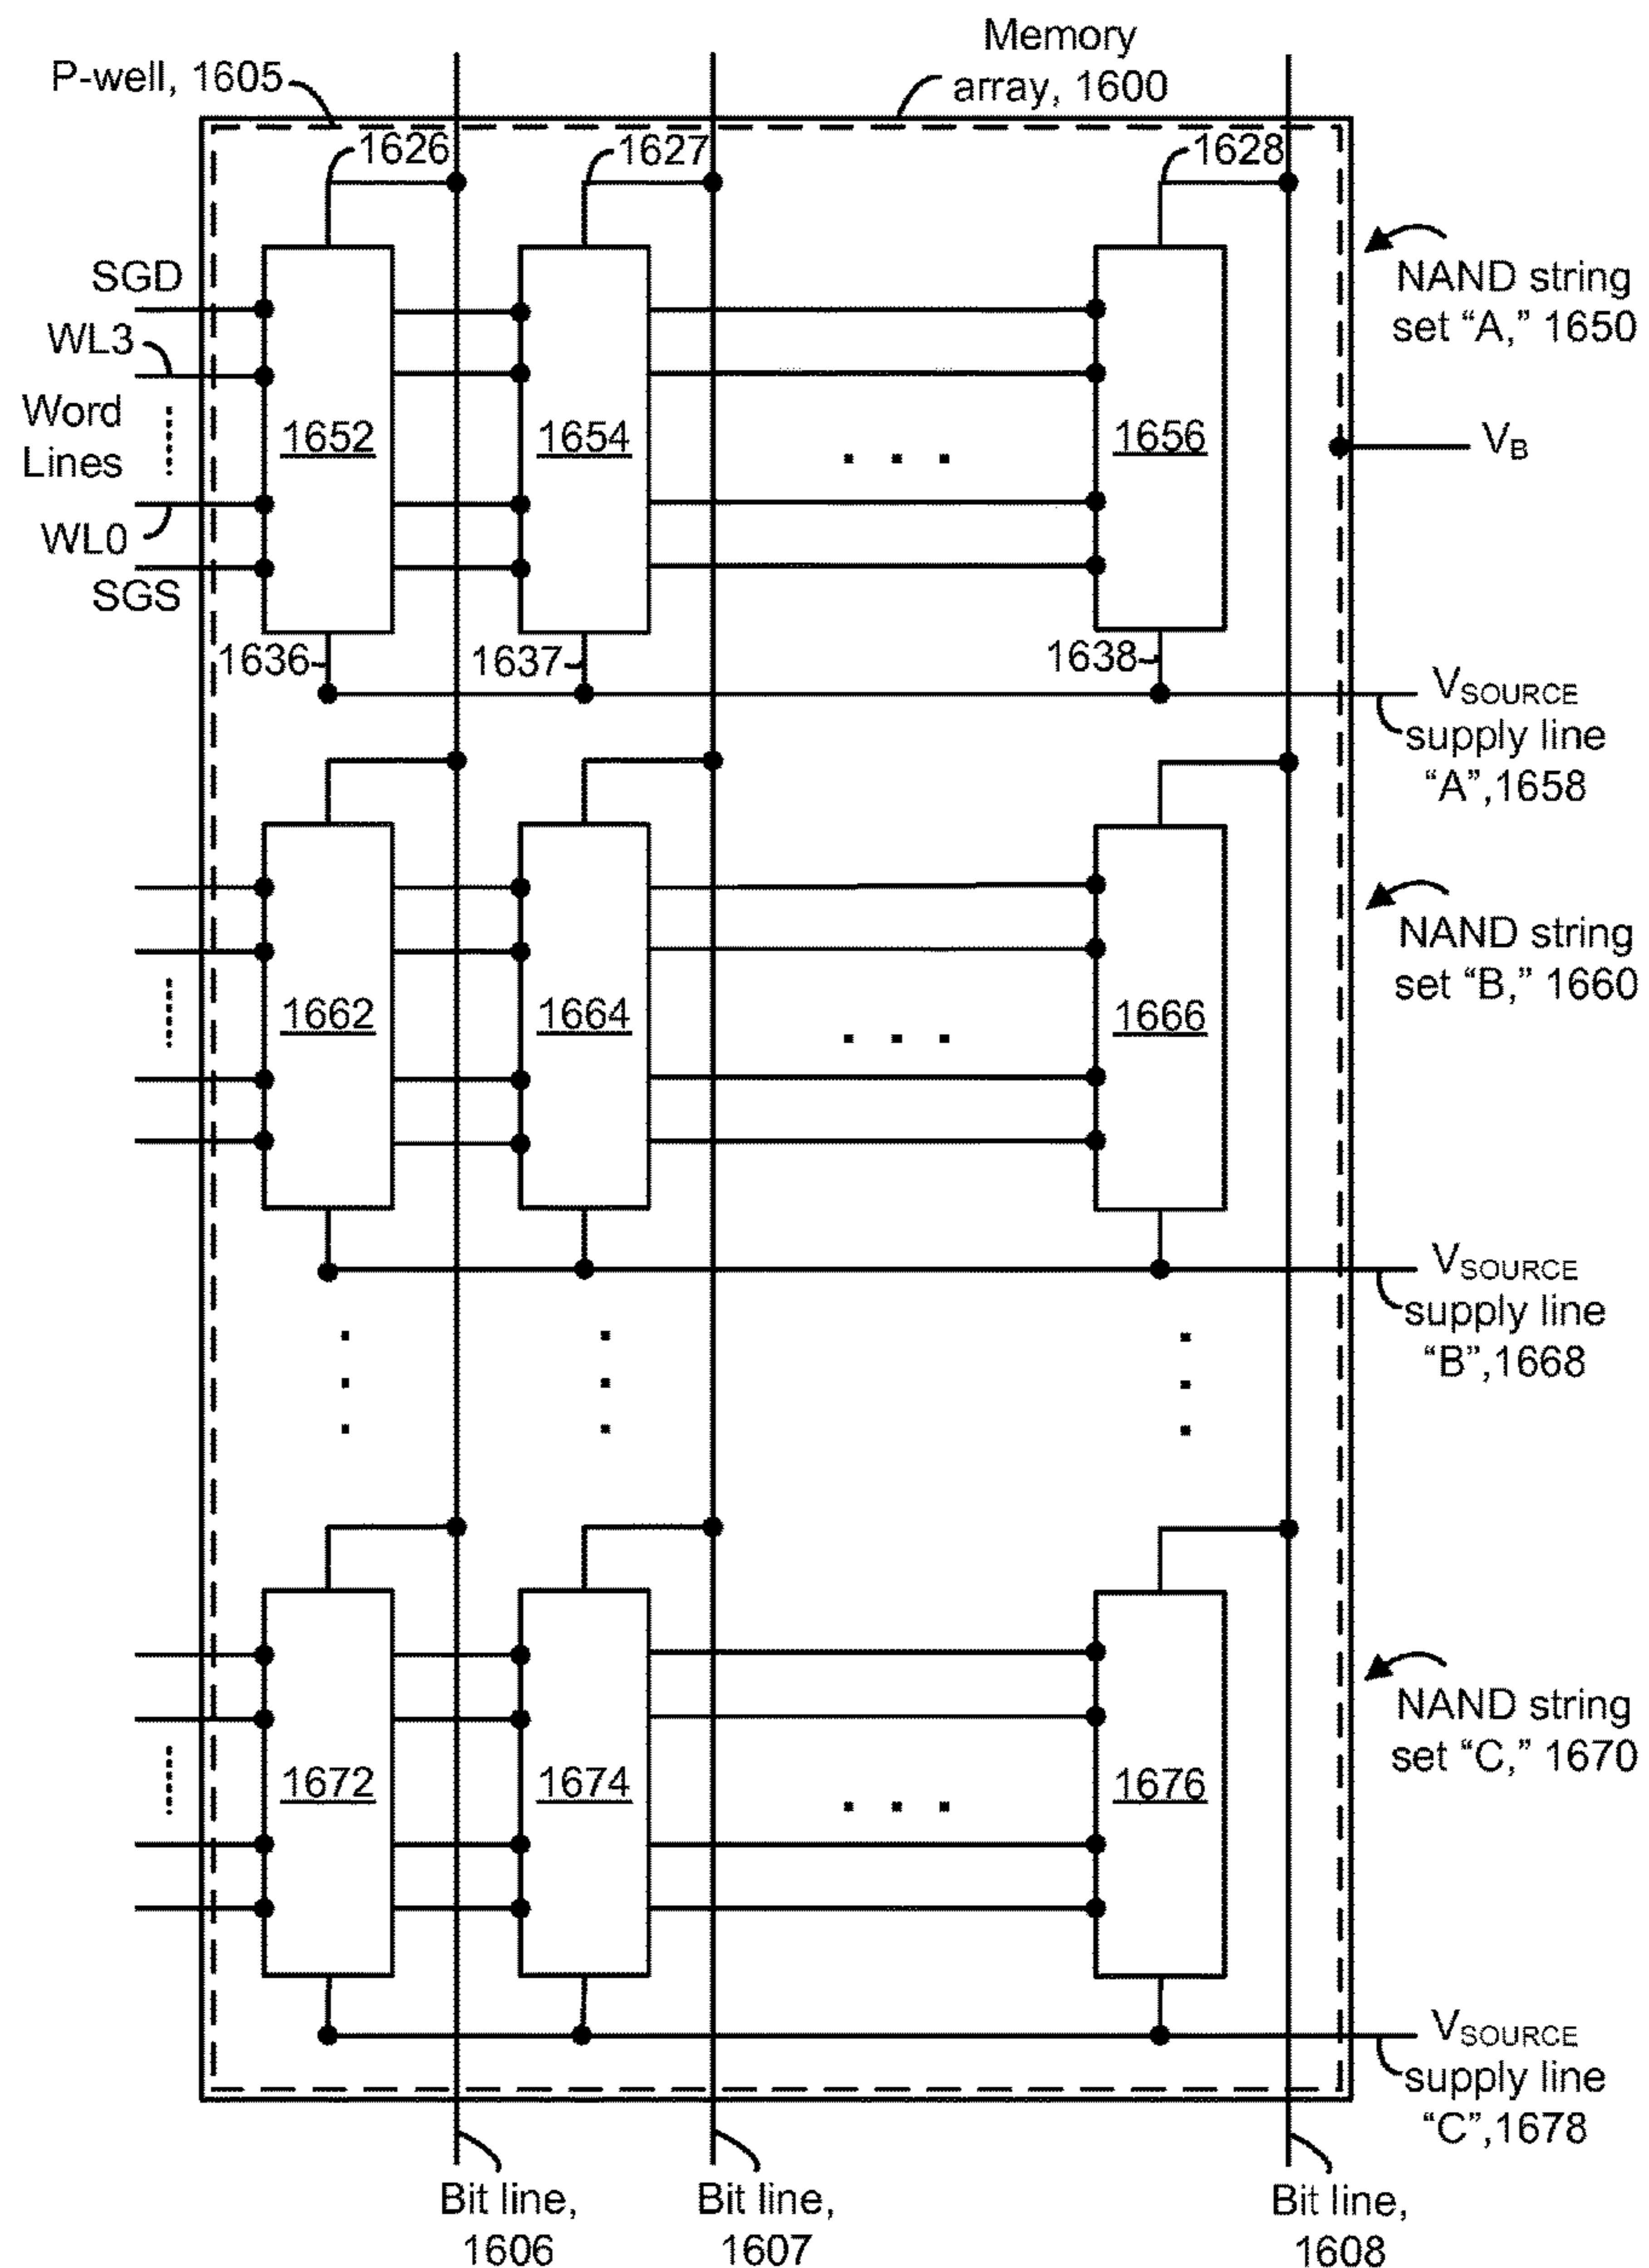 Memory
array, 1600
P-well, 1605
1626
1627
1628
SGD
WL3
Word
Lines
WL0
SGS
1652
1654
. . .
1656
NAND string
set “A,” 1650
VB
1636
1637
1638
VSOURCE
supply line
“A”,1658
1662
1664
. . .
1666
NAND string
set “B,” 1660
VSOURCE
supply line
“B”,1668
1672
1674
. . .
1676
NAND string
set “C,” 1670
VSOURCE
supply line
“C”,1678
Bit line,
1606
Bit line,
1607
Bit line,
1608